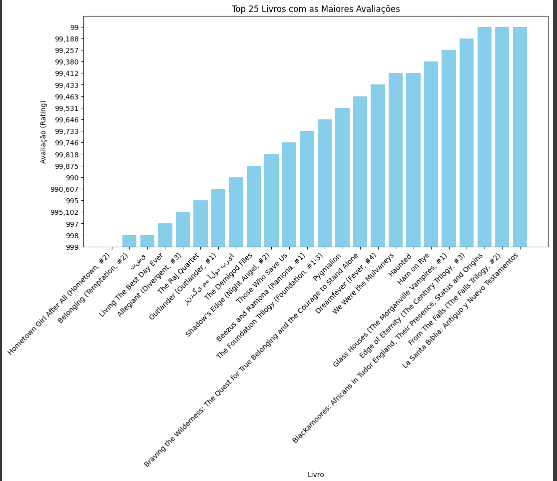 Top 25 Livros com as Maiores Avaliações
Avaliação (Rating)
99
99,188
99,257
99,380
99,412
99,433
99,463
99,531
99,646
99,733
99,746
99,818
99,875
990
990,607
995
995,102
997
998
999
Hometown Girl After All (Hometown, #2)
Belonging (Temptation, #2)
Living The Best Day Ever
Allegiant (Divergent, #3)
The Raj Quartet
Outlander (Outlander, #1)
The Demigod Files
Shadow's Edge (Night Angel, #2)
Those Who Save Us
Beezus and Ramona (Ramona, #1)
The Foundation Trilogy (Foundation, #1-3)
Pygmalion
Braving the Wilderness: The Quest for True Belonging and the Courage to Stand Alone
Dreamfever (Fever, #4)
We Were the Mulvaneys
Haunted
Ham on Rye
Glass Houses (The Morganville Vampires, #1)
Edge of Eternity (The Century Trilogy, #3)
Blackamoores: Africans in Tudor England, Their Presence, Status and Origins
From The Falls (The Falls Trilogy, #2)
La Santa Biblia: Antiguo y Nuevo Testamentos
Livro